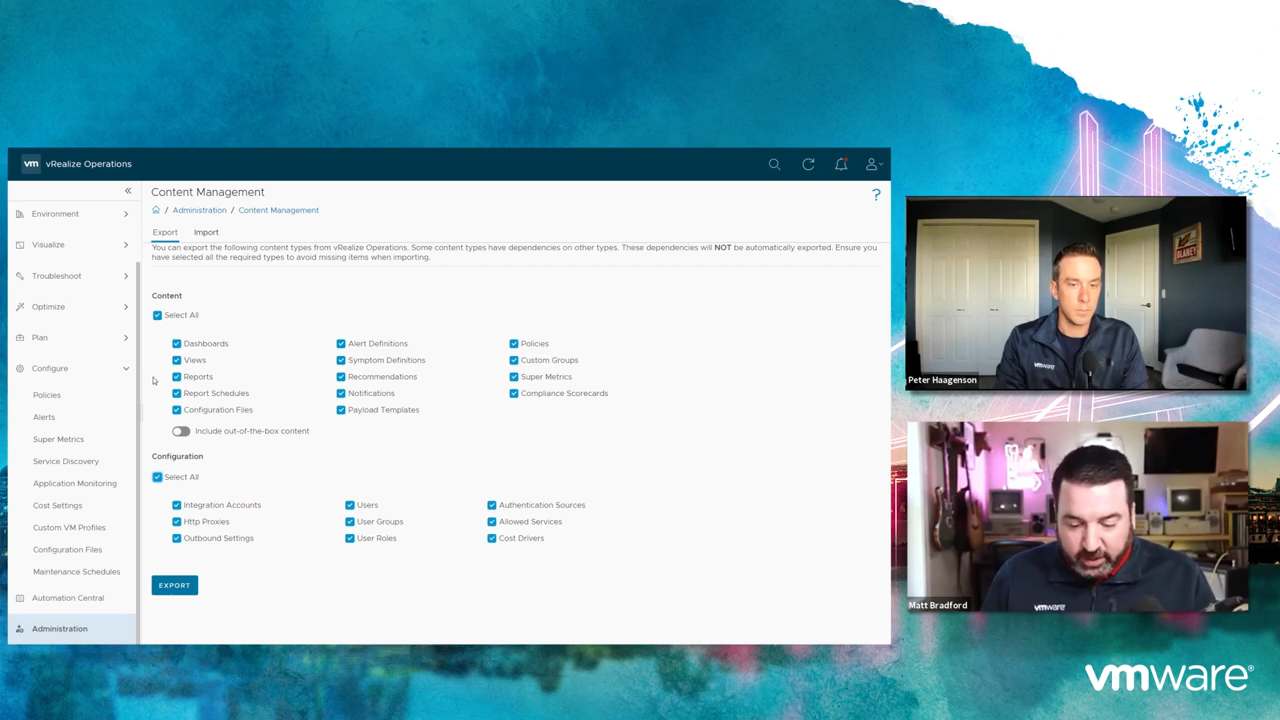 vm vRealize Operations
Content Management
Administration / Content Management
Export Import
You can export the following content types from vRealize Operations. Some content types have dependencies on other types. These dependencies will NOT be automatically exported. Ensure you
have selected all the required types to avoid missing items when importing.
Content
Select All
Dashboards
Views
Reports
Report Schedules
Configuration Files
Alert Definitions
Symptom Definitions
Recommendations
Notifications
Payload Templates
Policies
Custom Groups
Super Metrics
Compliance Scorecards
Include out-of-the-box content
Configuration
Select All
Integration Accounts
Http Proxies
Outbound Settings
Users
User Groups
User Roles
Authentication Sources
Allowed Services
Cost Drivers
EXPORT
Environment
Visualize
Troubleshoot
Optimize
Plan
Configure
Policies
Alerts
Super Metrics
Service Discovery
Application Monitoring
Cost Settings
Custom VM Profiles
Configuration Files
Maintenance Schedules
Automation Central
Administration
BLANEY
vmware
Peter Haagenson
vmware
Matt Bradford
vmware®